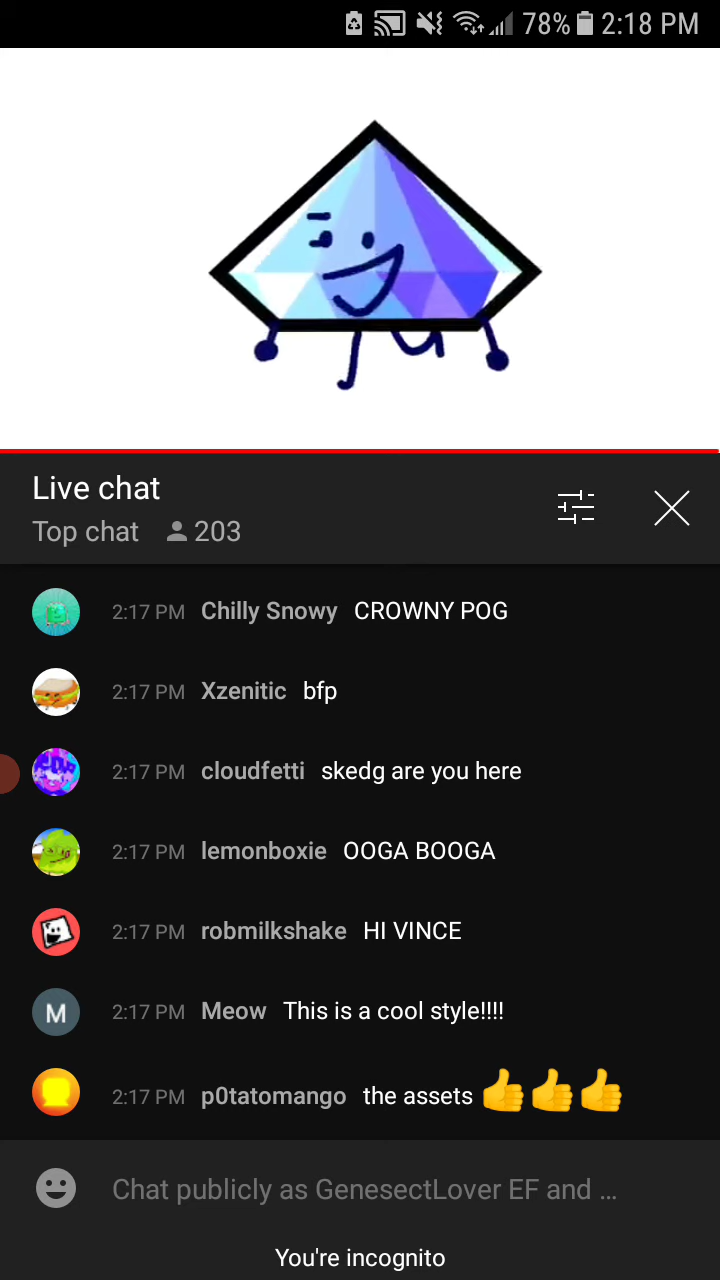 78% 2:18 PM
Live chat
Top chat 203
2:17 PM Chilly Snowy CROWNY POG
2:17 PM Xzenitic bfp
2:17 PM cloudfetti skedg are you here
2:17 PM lemonboxie OOGA BOOGA
2:17 PM robmilkshake HI VINCE
M 2:17 PM Meow This is a cool style!!!!
2:17 PM p0tatomango the assets 👍👍👍
Chat publicly as GenesectLover EF and ...
You're incognito